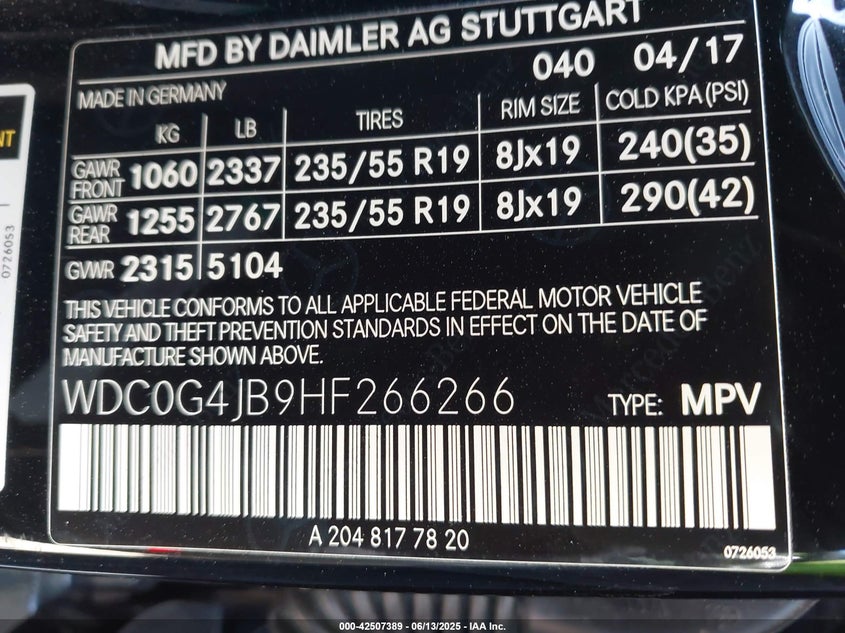 MFD BY DAIMLER AG STUTTGART
040 04/17
MADE IN GERMANY
KG LB TIRES RIM SIZE COLD KPA (PSI)
GAWR FRONT 1060 2337 235/55 R19 8Jx19 240(35)
GAWR REAR 1255 2767 235/55 R19 8Jx19 290(42)
GVWR 2315 5104
THIS VEHICLE CONFORMS TO ALL APPLICABLE FEDERAL MOTOR VEHICLE
SAFETY AND THEFT PREVENTION STANDARDS IN EFFECT ON THE DATE OF
MANUFACTURE SHOWN ABOVE.
WDC0G4JB9HF266266 TYPE: MPV
A 204 817 78 20
0726053
0726053
Mercedes-Benz
000-42507389 - 06/13/2025 - IAA Inc.